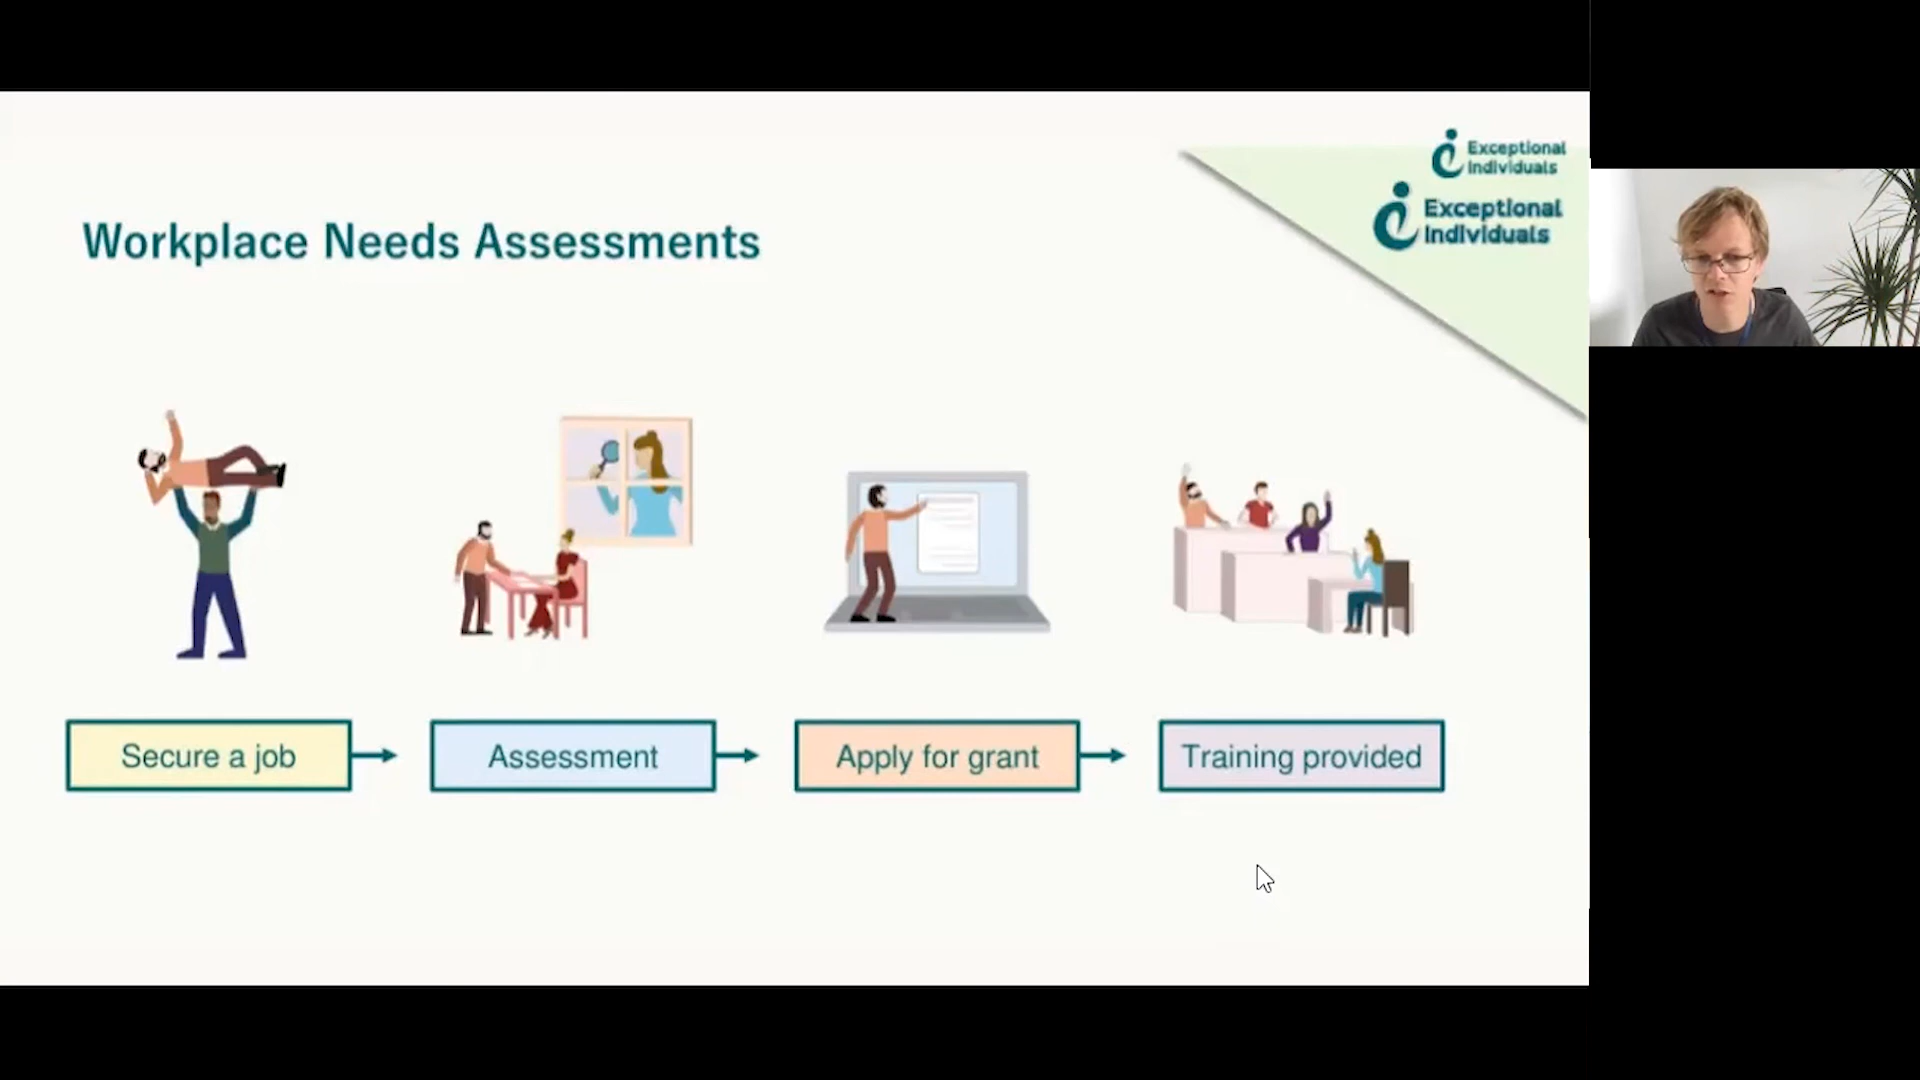 Exceptional
Individuals
Exceptional
Individuals
Workplace Needs Assessments
Secure a job
Assessment
Apply for grant
Training provided